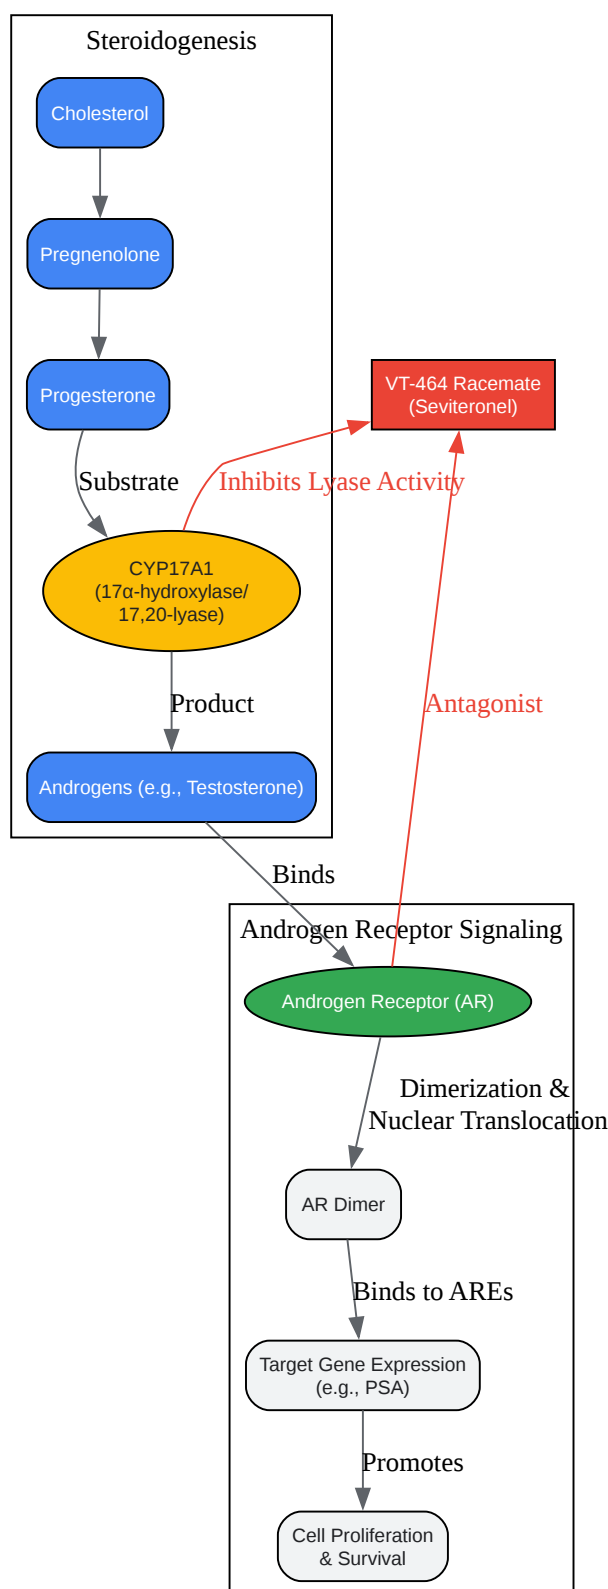 Steroidogenesis
Cholesterol
Pregnenolone
Progesterone
VT-464 Racemate
(Seviteronel)
Substrate
Inhibits Lyase Activity
CYP17A1
(17α-hydroxylase/
17,20-lyase)
Product
Antagonist
Androgens (e.g., Testosterone)
Binds
Androgen Receptor Signaling
Androgen Receptor (AR)
Dimerization &
Nuclear Translocation
AR Dimer
Binds to AREs
Target Gene Expression
(e.g., PSA)
Promotes
Cell Proliferation
& Survival